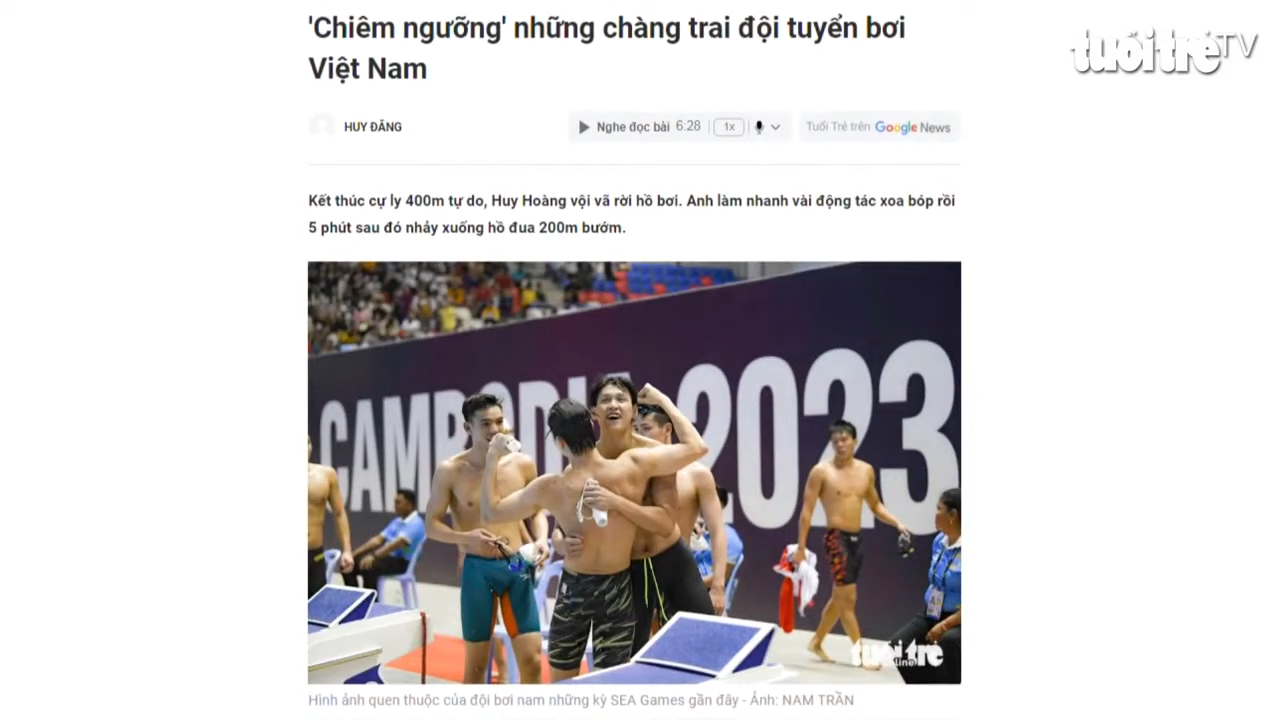 'Chiêm ngưỡng' những chàng trai đội tuyển bơi
Việt Nam
tuổi trẻ TV
HUY ĐĂNG
Nghe đọc bài 6:28 1x
Tuổi Trẻ trên Google News
Kết thúc cự ly 400m tự do, Huy Hoàng vội vã rời hồ bơi. Anh làm nhanh vài động tác xoa bóp rồi
5 phút sau đó nhảy xuống hồ đua 200m bướm.
CAMBODIA 2023
tuổi trẻ
online
Hình ảnh quen thuộc của đội bơi nam những kỳ SEA Games gần đây - Ảnh: NAM TRẦN